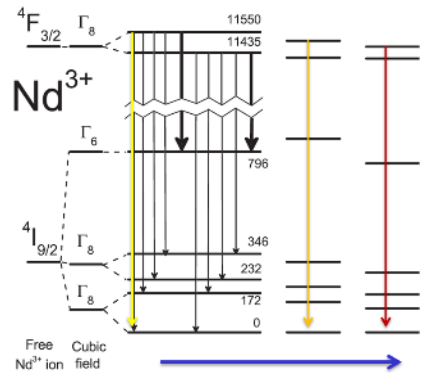 ⁴F₃/₂ Γ₈ 11550
11435
Nd³⁺
Γ₆
796
⁴I₉/₂ Γ₈ 346
232
Γ₈ 172
0
Free Cubic
Nd³⁺ ion field